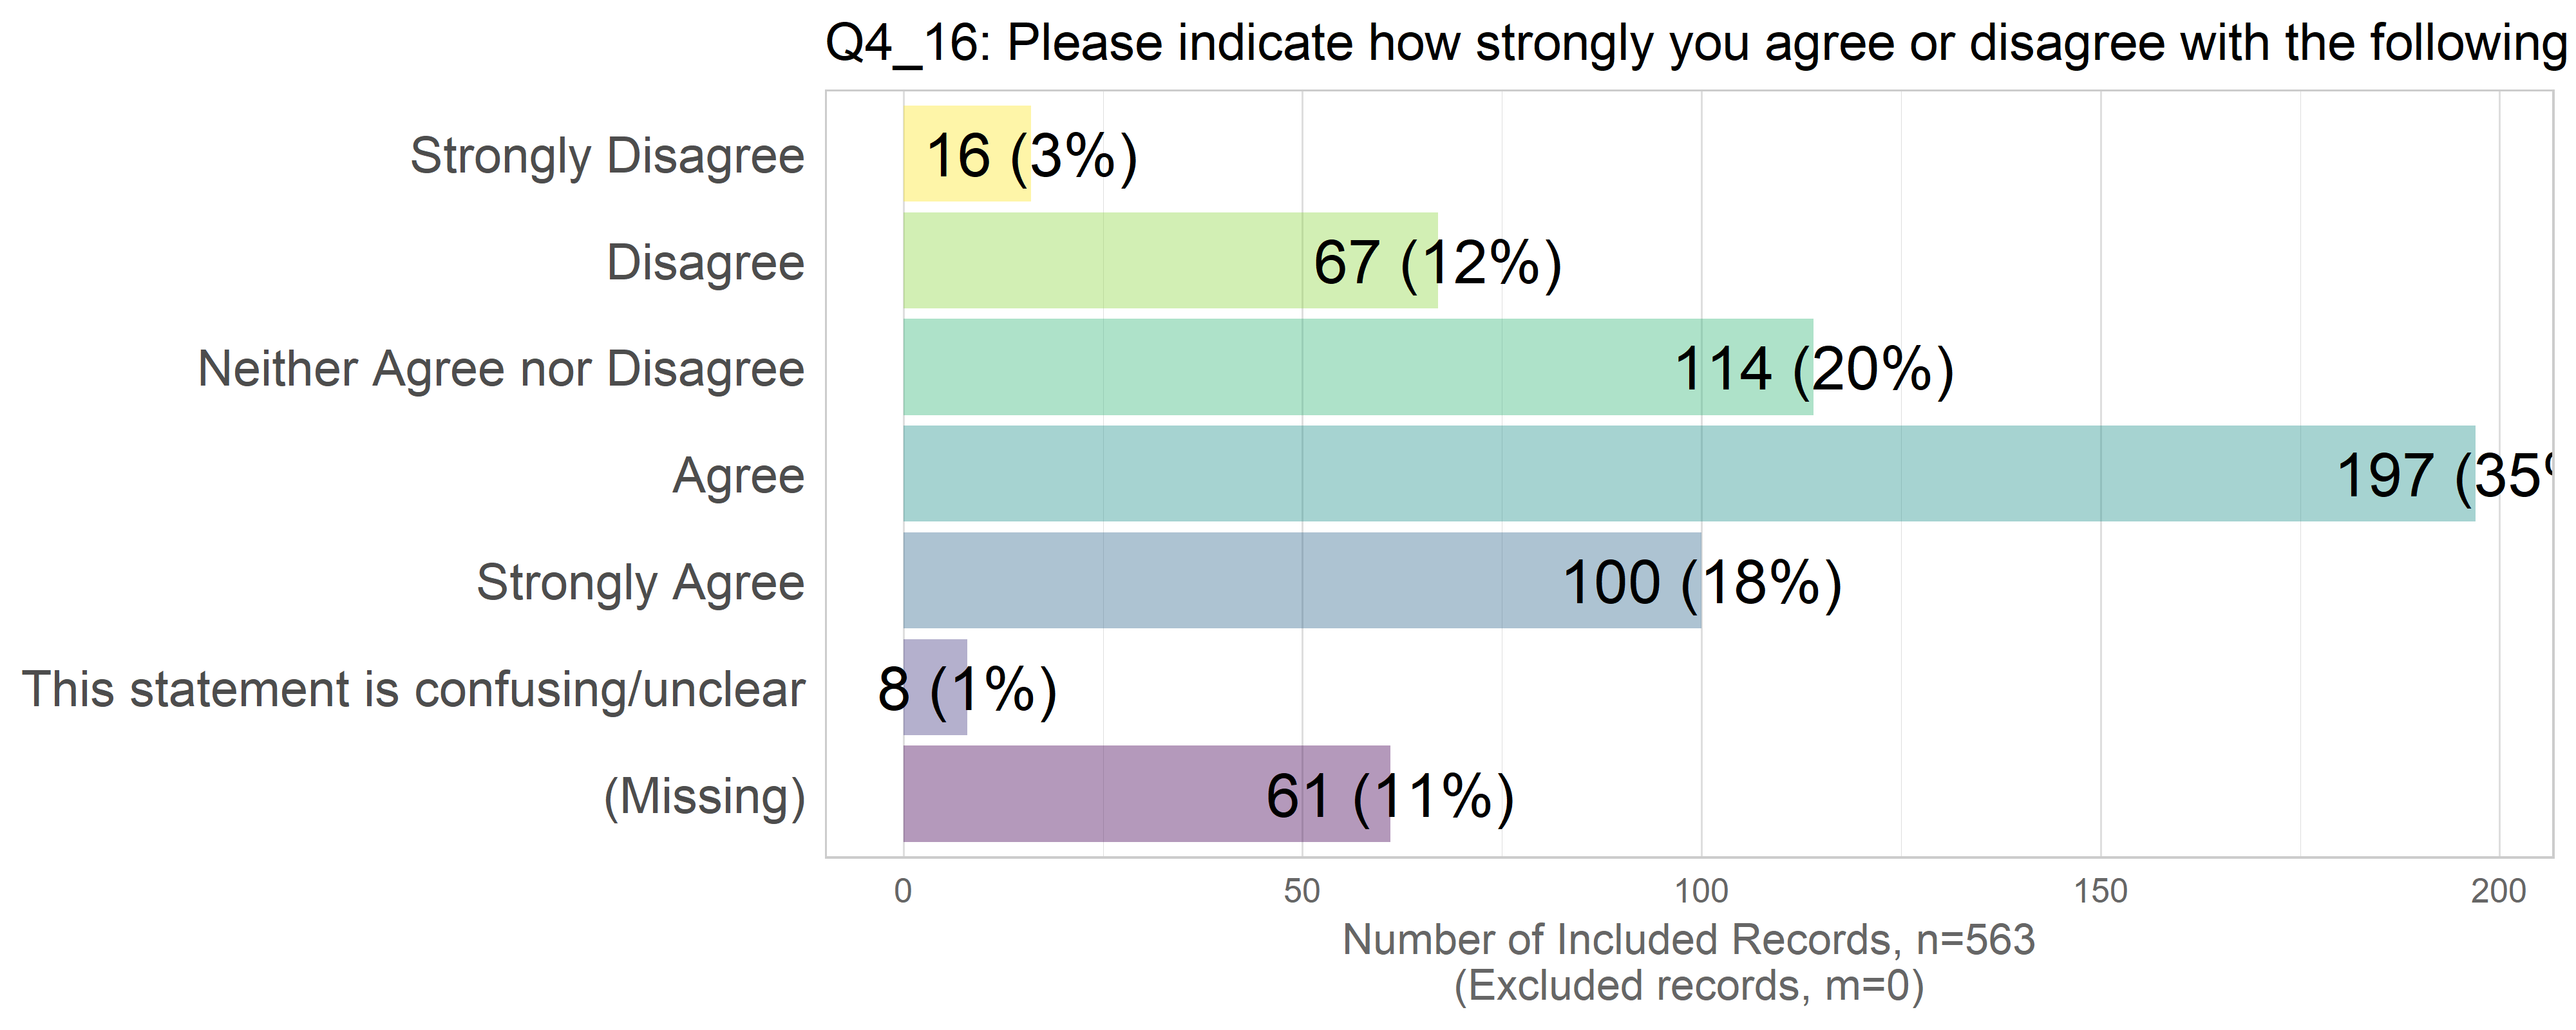 Q4_16: Please indicate how strongly you agree or disagree with the following
Strongly Disagree
16 (3%)
Disagree
67 (12%)
Neither Agree nor Disagree
114 (20%)
Agree
197 (35%
Strongly Agree
100 (18%)
This statement is confusing/unclear
8 (1%)
(Missing)
61 (11%)
0 50 100 150 200
Number of Included Records, n=563
(Excluded records, m=0)